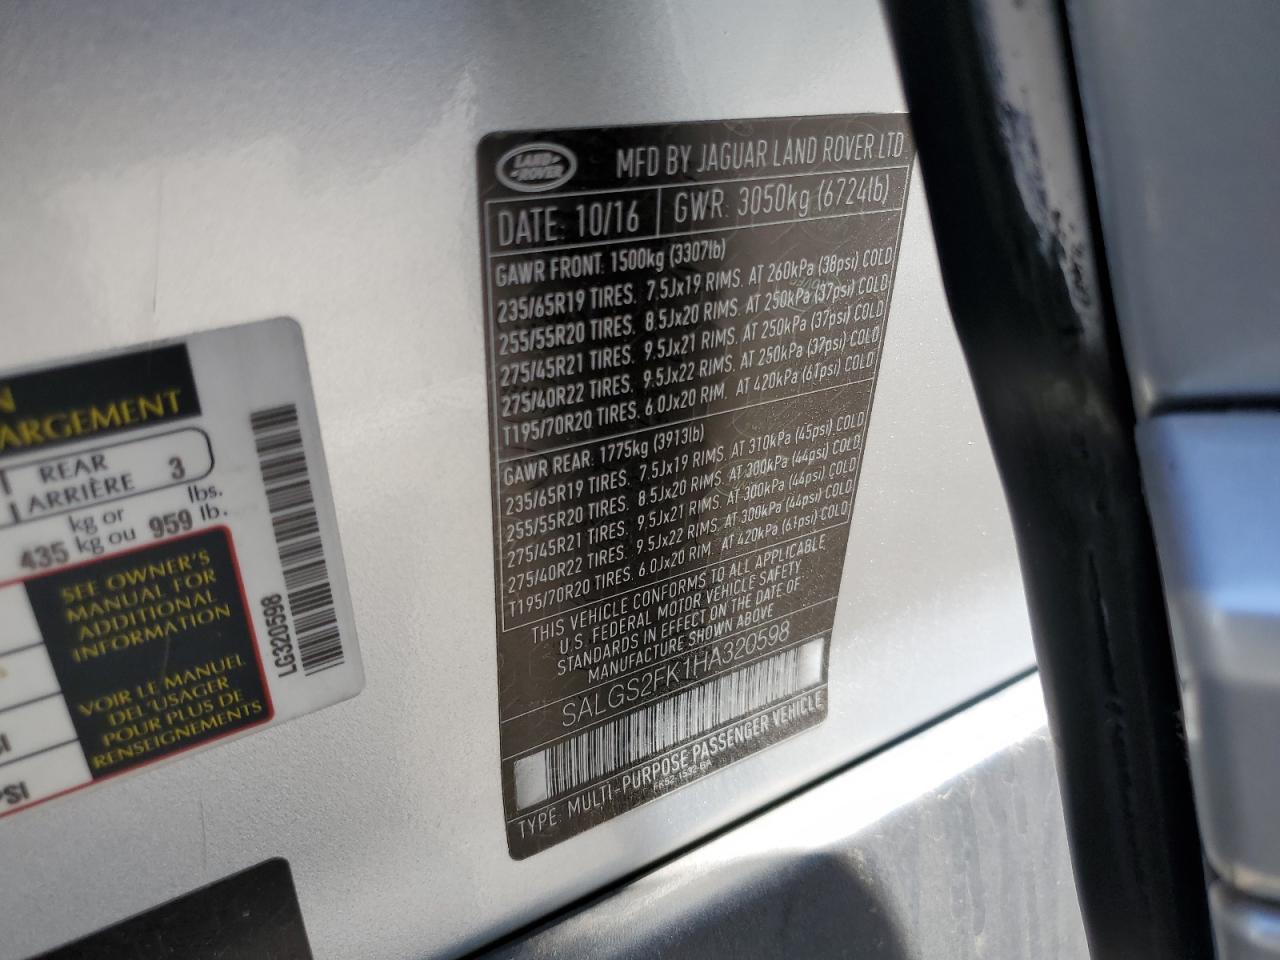 N
ARGEMENT
REAR
ARRIÈRE 3
435 kg or
kg ou 959 lbs.
lb.
SEE OWNER'S
MANUAL FOR
ADDITIONAL
INFORMATION
VOIR LE MANUEL
DEL'USAGER
POUR PLUS DE
RENSEIGNEMENTS
PSI
LG320598
LAND
ROVER
MFD BY JAGUAR LAND ROVER LTD
DATE: 10/16 GWR: 3050kg (6724lb)
GAWR FRONT: 1500kg (3307lb)
235/65R19 TIRES. 7.5Jx19 RIMS. AT 260kPa (38psi) COLD
255/55R20 TIRES. 8.5Jx20 RIMS. AT 250kPa (37psi) COLD
275/45R21 TIRES. 9.5Jx21 RIMS. AT 250kPa (37psi) COLD
275/40R22 TIRES. 9.5Jx22 RIMS. AT 250kPa (37psi) COLD
T195/70R20 TIRES. 6.0Jx20 RIM. AT 420kPa (61psi) COLD
GAWR REAR: 1775kg (3913lb)
235/65R19 TIRES. 7.5Jx19 RIMS. AT 310kPa (45psi) COLD
255/55R20 TIRES. 8.5Jx20 RIMS. AT 300kPa (44psi) COLD
275/45R21 TIRES. 9.5Jx21 RIMS. AT 300kPa (44psi) COLD
275/40R22 TIRES. 9.5Jx22 RIMS. AT 300kPa (44psi) COLD
T195/70R20 TIRES. 6.0Jx20 RIM. AT 420kPa (61psi) COLD
THIS VEHICLE CONFORMS TO ALL APPLICABLE
U.S. FEDERAL MOTOR VEHICLE SAFETY
STANDARDS IN EFFECT ON THE DATE OF
MANUFACTURE SHOWN ABOVE
SALGS2FK1HA320598
TYPE: MULTI-PURPOSE PASSENGER VEHICLE